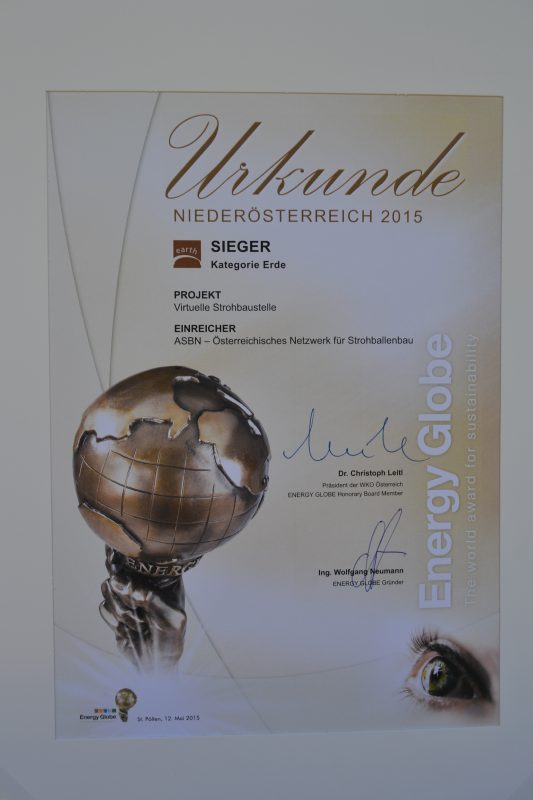 Urkunde
NIEDERÖSTERREICH 2015
earth
SIEGER
Kategorie Erde
PROJEKT
Virtuelle Strohbaustelle
EINREICHER
ASBN – Österreichisches Netzwerk für Strohballenbau
Energy Globe
The world award for sustainability
Dr. Christoph Leitl
Präsident der WKO Österreich
ENERGY GLOBE Honorary Board Member
Ing. Wolfgang Neumann
ENERGY GLOBE Gründer
ENERGY
Energy Globe
St. Pölten, 12. Mai 2015